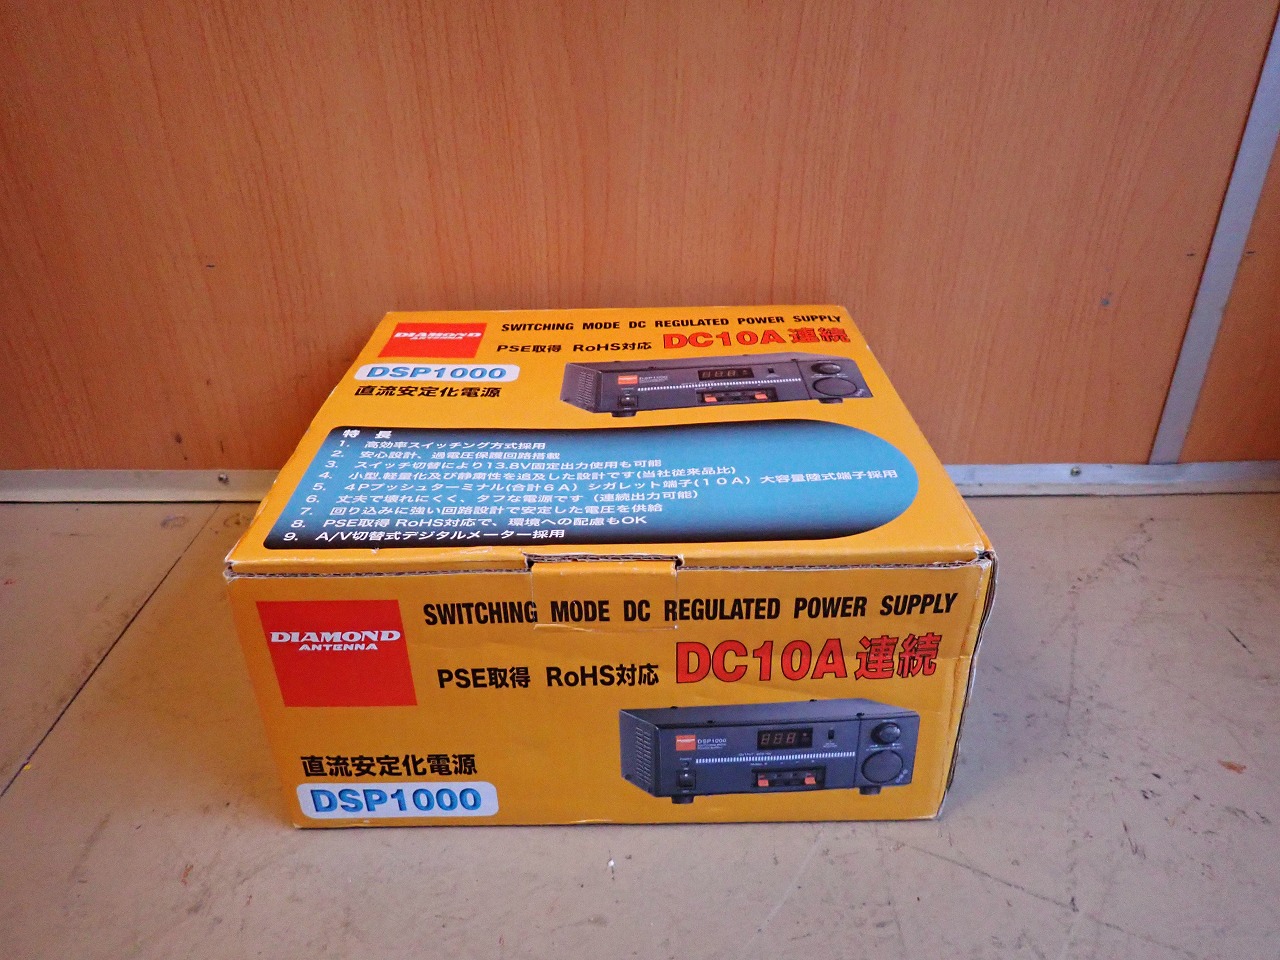 DIAMOND
ANTENNA
SWITCHING MODE DC REGULATED POWER SUPPLY
PSE取得 RoHS対応 DC10A 連続
DSP1000
直流安定化電源
特長
1. 高効率スイッチング方式採用
2. 安心設計、過電圧保護回路搭載
3. スイッチ切替により13.8V固定出力使用も可能
4. 小型,軽量化及び静粛性を追及した設計です(当社従来品比)
5. 4Pプッシュターミナル(合計6A) シガレット端子(10A) 大容量陸式端子採用
6. 丈夫で壊れにくく、タフな電源です (連続出力可能)
7. 回り込みに強い回路設計で安定した電圧を供給
8. PSE取得 RoHS対応で、環境への配慮もOK
9. A/V切替式デジタルメーター採用
DIAMOND
ANTENNA
SWITCHING MODE DC REGULATED POWER SUPPLY
PSE取得 RoHS対応 DC10A 連続
直流安定化電源
DSP1000